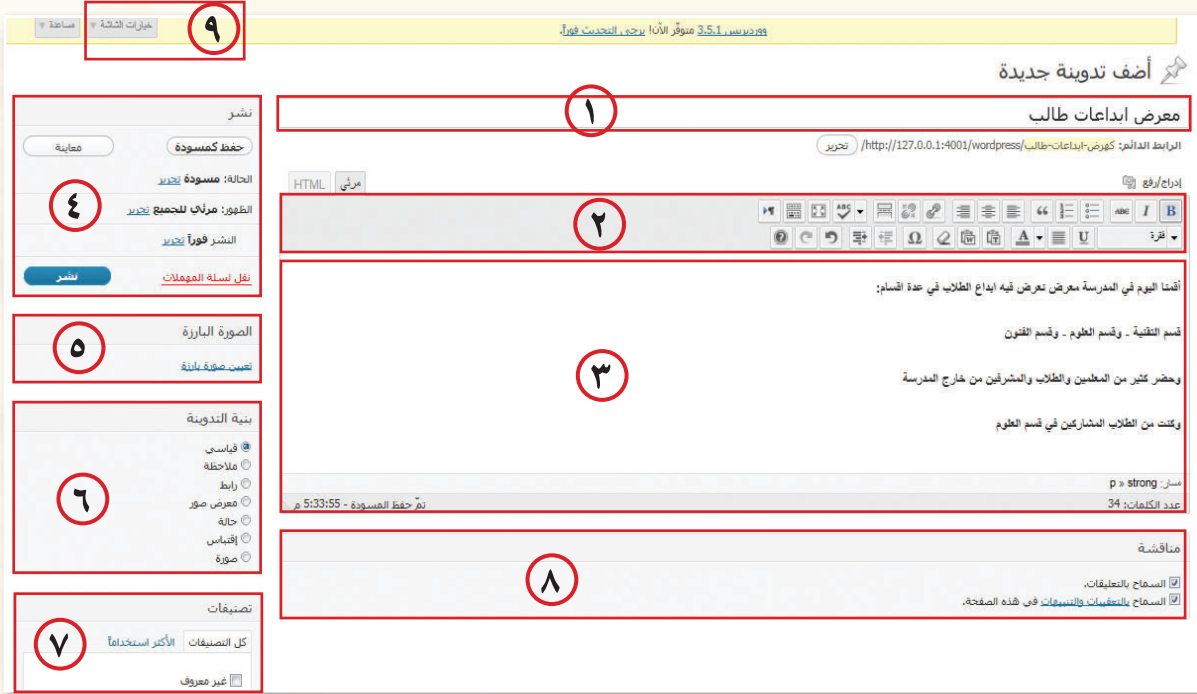 مساعدة
خيارات الشاشة
٩
ووردبريس 3.5.1 متوفّر الآن! يرجى التحديث فوراً.
أضف تدوينة جديدة
معرض ابداعات طالب
١
الرابط الدائم: http://127.0.0.1:4001/wordpress/كهرض-ابداعات-طالب/ تحرير
إدراج/رفع
مرئي
HTML
B I ABC “ ABC
٢
فقرة U A T W Ω
أقمنا اليوم في المدرسة معرض نعرض فيه ابداع الطلاب في عدة اقسام:
قسم التقنية - وقسم العلوم - وقسم الفنون
وحضر كثير من المعلمين والطلاب والمشرفين من خارج المدرسة
٣
وكنت من الطلاب المشاركين في قسم العلوم
مسار: p » strong
عدد الكلمات: 34
تمّ حفظ المسودة - 5:33:55 م
مناقشة
السماح بالتعليقات.
السماح بالتعقيبات والتنبيهات في هذه الصفحة.
٨
نشر
حفظ كمسودة
معاينة
الحالة: مسودة تحرير
الظهور: مرئي للجميع تحرير
٤
النشر فوراً تحرير
نقل لسلة المهملات
نشر
الصورة البارزة
٥
تعيين صورة بارزة
بنية التدوينة
قياسي
ملاحظة
رابط
معرض صور
حالة
إقتباس
صورة
٦
تصنيفات
كل التصنيفات
الأكثر استخداماً
٧
غير معروف